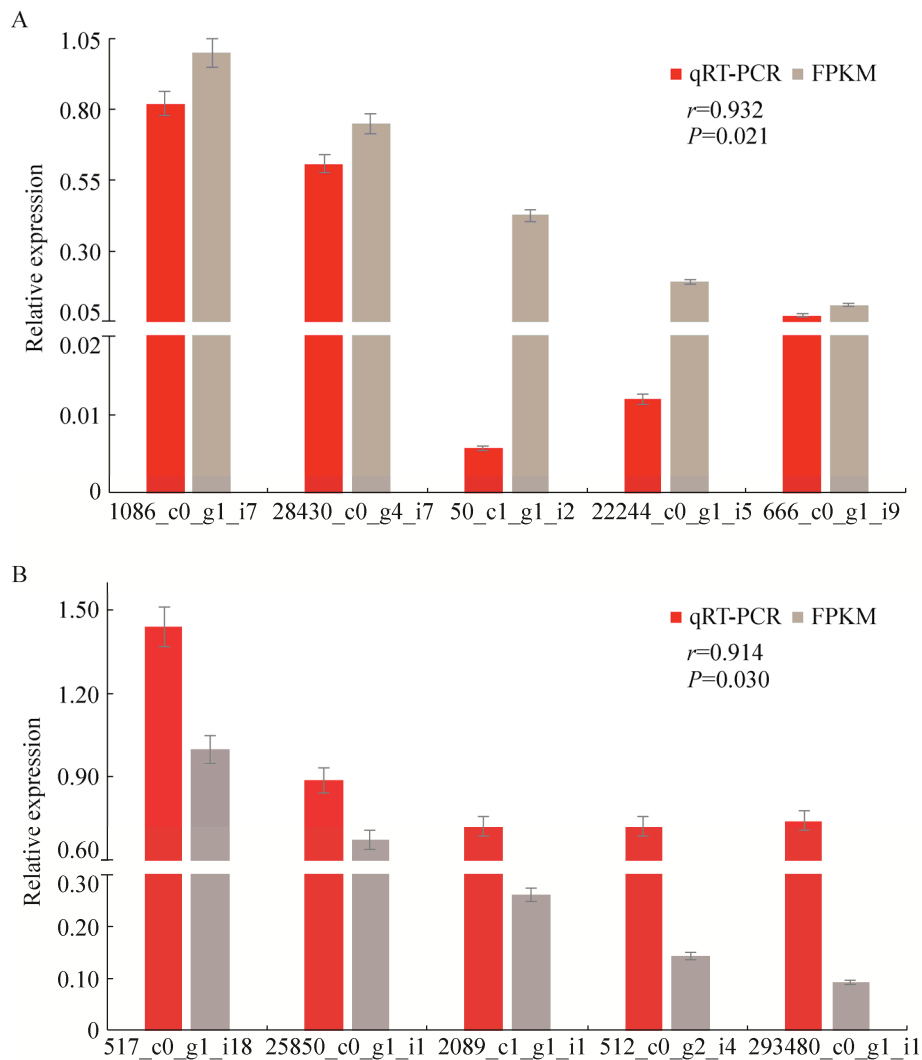 A
1.05
0.80
0.55
0.30
0.05
0.02
0.01
0
Relative expression
qRT-PCR FPKM
r=0.932
P=0.021
1086_c0_g1_i7 28430_c0_g4_i7 50_c1_g1_i2 22244_c0_g1_i5 666_c0_g1_i9
B
1.50
1.20
0.90
0.60
0.30
0.20
0.10
0
Relative expression
qRT-PCR FPKM
r=0.914
P=0.030
517_c0_g1_i18 25850_c0_g1_i1 2089_c1_g1_i1 512_c0_g2_i4 293480_c0_g1_i1